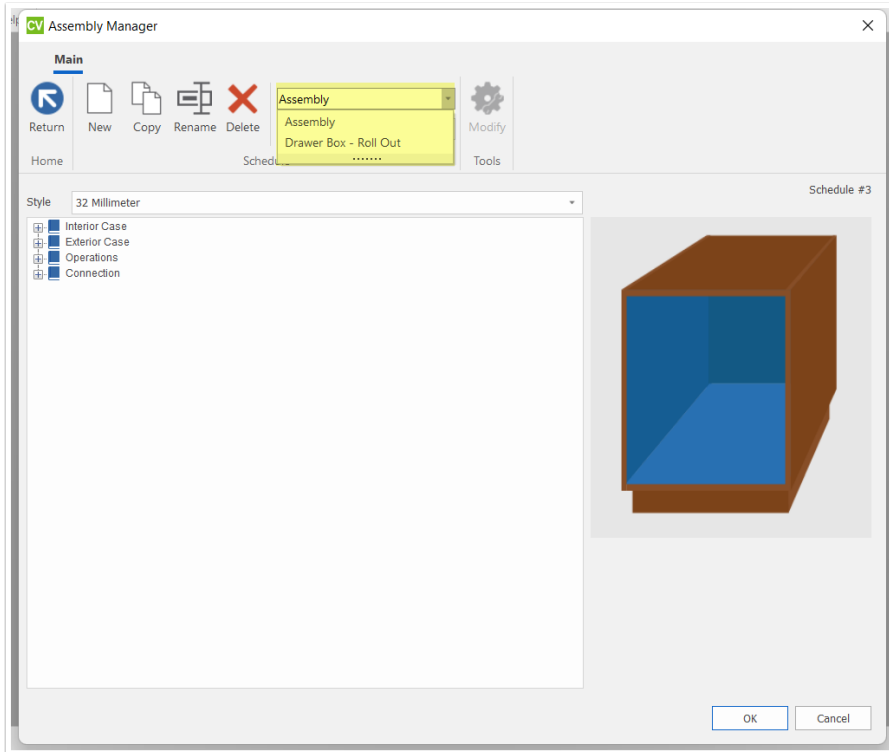 CV Assembly Manager
Main
Assembly
Return New Copy Rename Delete Modify
Assembly
Drawer Box - Roll Out
Home Tools
Schedule #3
Style 32 Millimeter
Interior Case
Exterior Case
Operations
Connection
OK Cancel